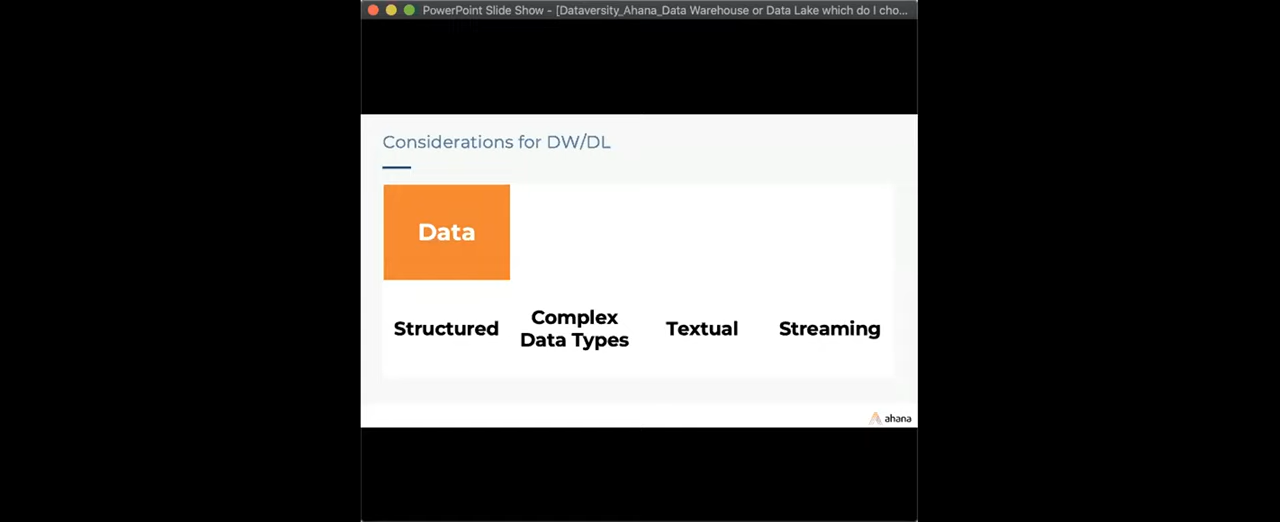 PowerPoint Slide Show - [Dataversity_Ahana_Data Warehouse or Data Lake which do I cho...
Considerations for DW/DL
Data
Structured
Complex
Data Types
Textual
Streaming
ahana